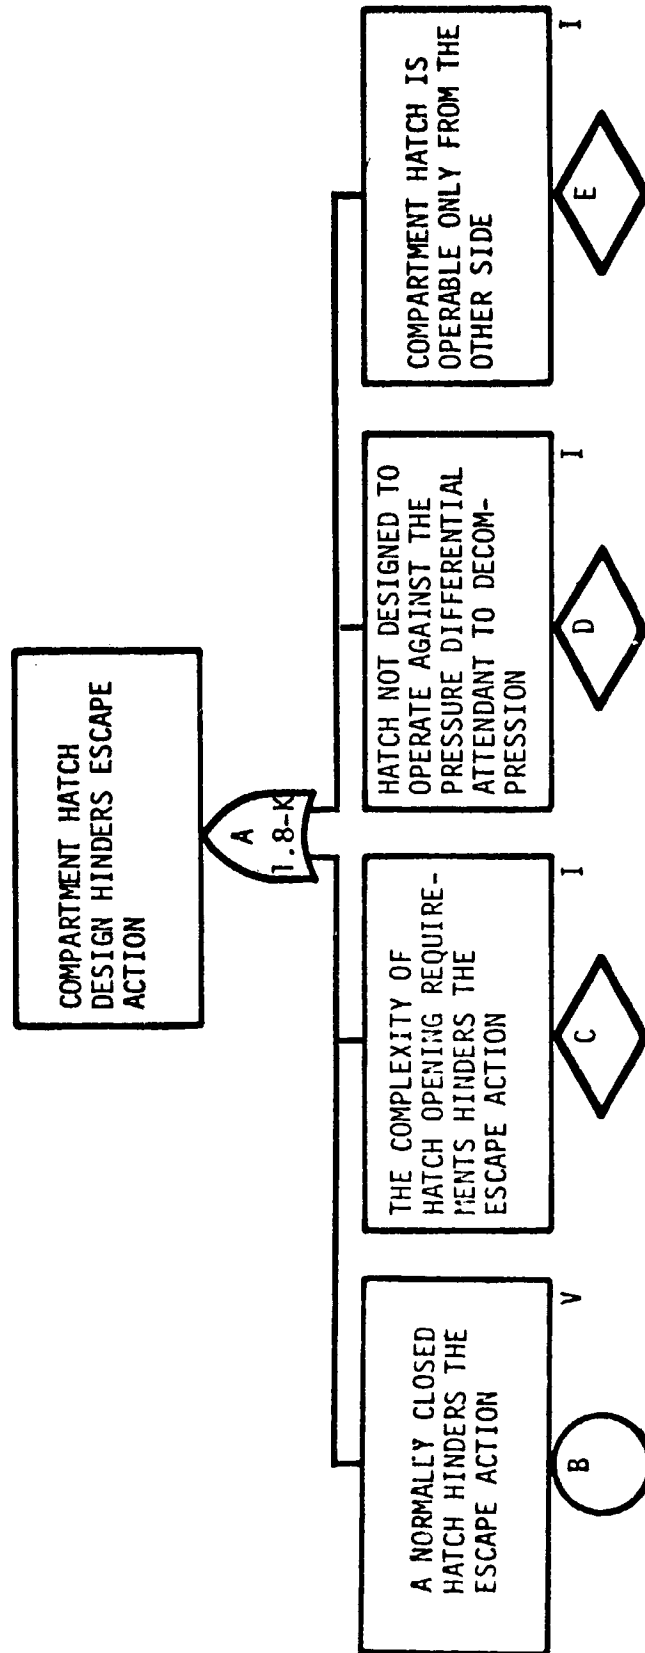 COMPARTMENT HATCH
DESIGN HINDERS ESCAPE
ACTION
A
1.8-K
A NORMALLY CLOSED
HATCH HINDERS THE
ESCAPE ACTION
V
B
THE COMPLEXITY OF
HATCH OPENING REQUIRE-
MENTS HINDERS THE
ESCAPE ACTION
I
C
HATCH NOT DESIGNED TO
OPERATE AGAINST THE
PRESSURE DIFFERENTIAL
ATTENDANT TO DECOM-
PRESSION
I
D
COMPARTMENT HATCH IS
OPERABLE ONLY FROM THE
OTHER SIDE
I
E